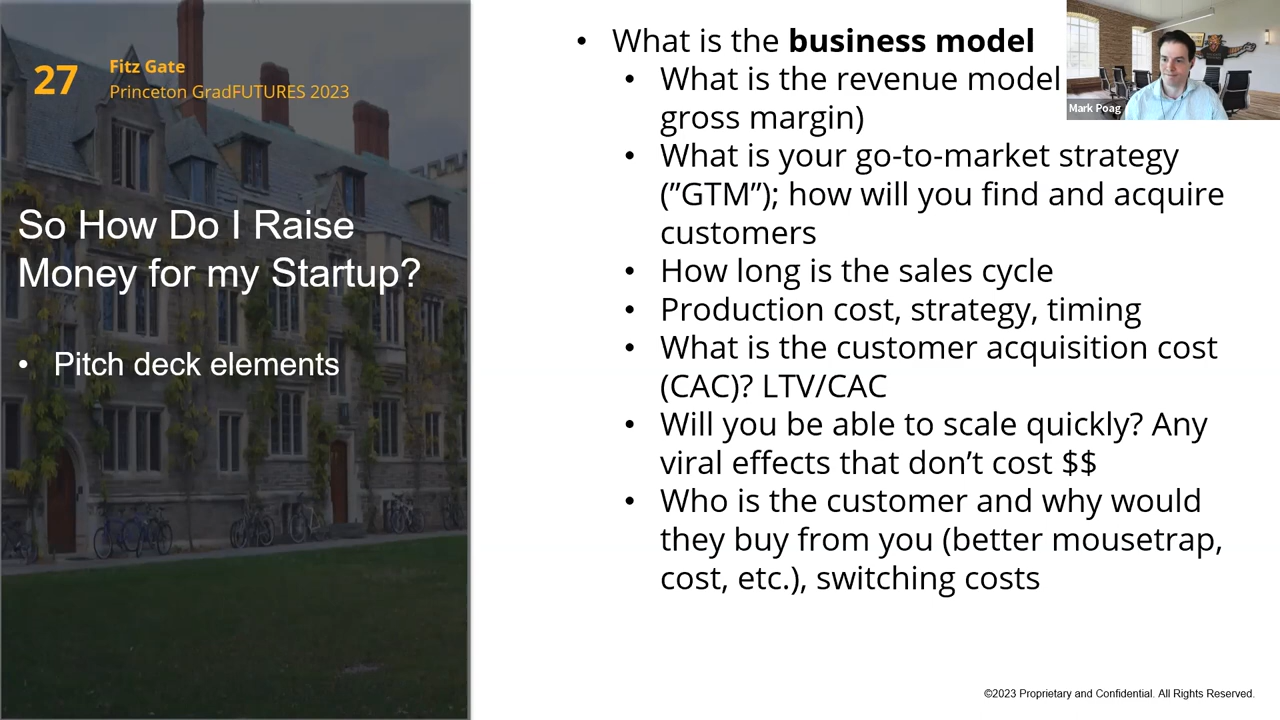 27
Fitz Gate
Princeton GradFUTURES 2023
So How Do I Raise
Money for my Startup?
• Pitch deck elements
• What is the business model
• What is the revenue model
gross margin)
• What is your go-to-market strategy
(”GTM”); how will you find and acquire
customers
• How long is the sales cycle
• Production cost, strategy, timing
• What is the customer acquisition cost
(CAC)? LTV/CAC
• Will you be able to scale quickly? Any
viral effects that don’t cost $$
• Who is the customer and why would
they buy from you (better mousetrap,
cost, etc.), switching costs
Mark Poag
©2023 Proprietary and Confidential. All Rights Reserved.